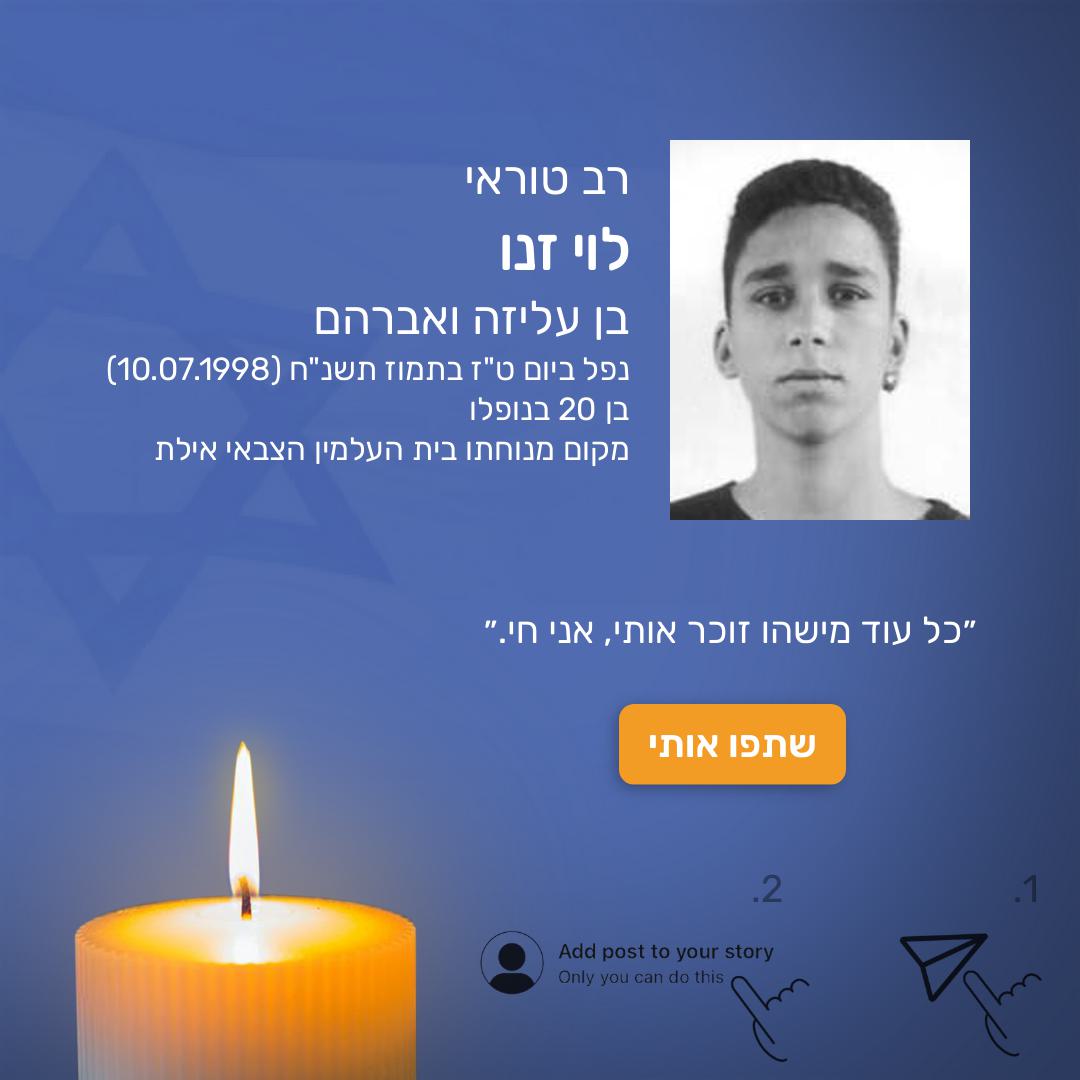 רב טוראי
לוי זנו
בן עליזה ואברהם
נפל ביום ט"ז בתמוז תשנ"ח (10.07.1998)
בן 20 בנופלו
מקום מנוחתו בית העלמין הצבאי אילת
״כל עוד מישהו זוכר אותי, אני חי.״
שתפו אותי
.1
.2
Add post to your story
Only you can do this